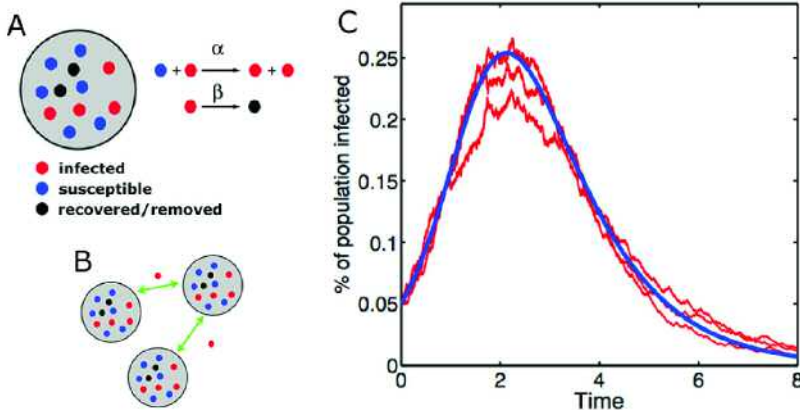 A
α
+
+
β
infected
susceptible
recovered/removed
B
C
% of population infected
0.25
0.2
0.15
0.1
0.05
0
0
2
4
6
8
Time